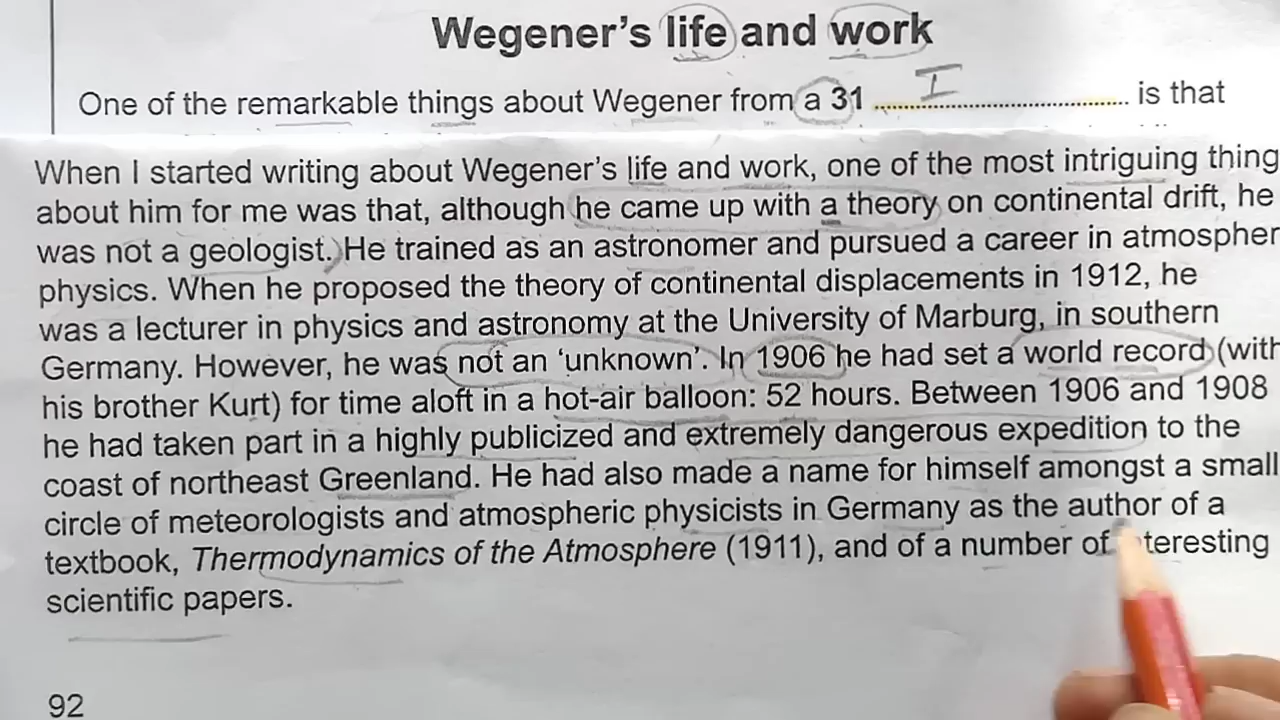 Wegener's life and work
One of the remarkable things about Wegener from a 31 I .................................... is that
When I started writing about Wegener's life and work, one of the most intriguing thing
about him for me was that, although he came up with a theory on continental drift, he
was not a geologist. He trained as an astronomer and pursued a career in atmospher
physics. When he proposed the theory of continental displacements in 1912, he
was a lecturer in physics and astronomy at the University of Marburg, in southern
Germany. However, he was not an 'unknown'. In 1906 he had set a world record (with
his brother Kurt) for time aloft in a hot-air balloon: 52 hours. Between 1906 and 1908
he had taken part in a highly publicized and extremely dangerous expedition to the
coast of northeast Greenland. He had also made a name for himself amongst a small
circle of meteorologists and atmospheric physicists in Germany as the author of a
textbook, Thermodynamics of the Atmosphere (1911), and of a number of teresting
scientific papers.
92